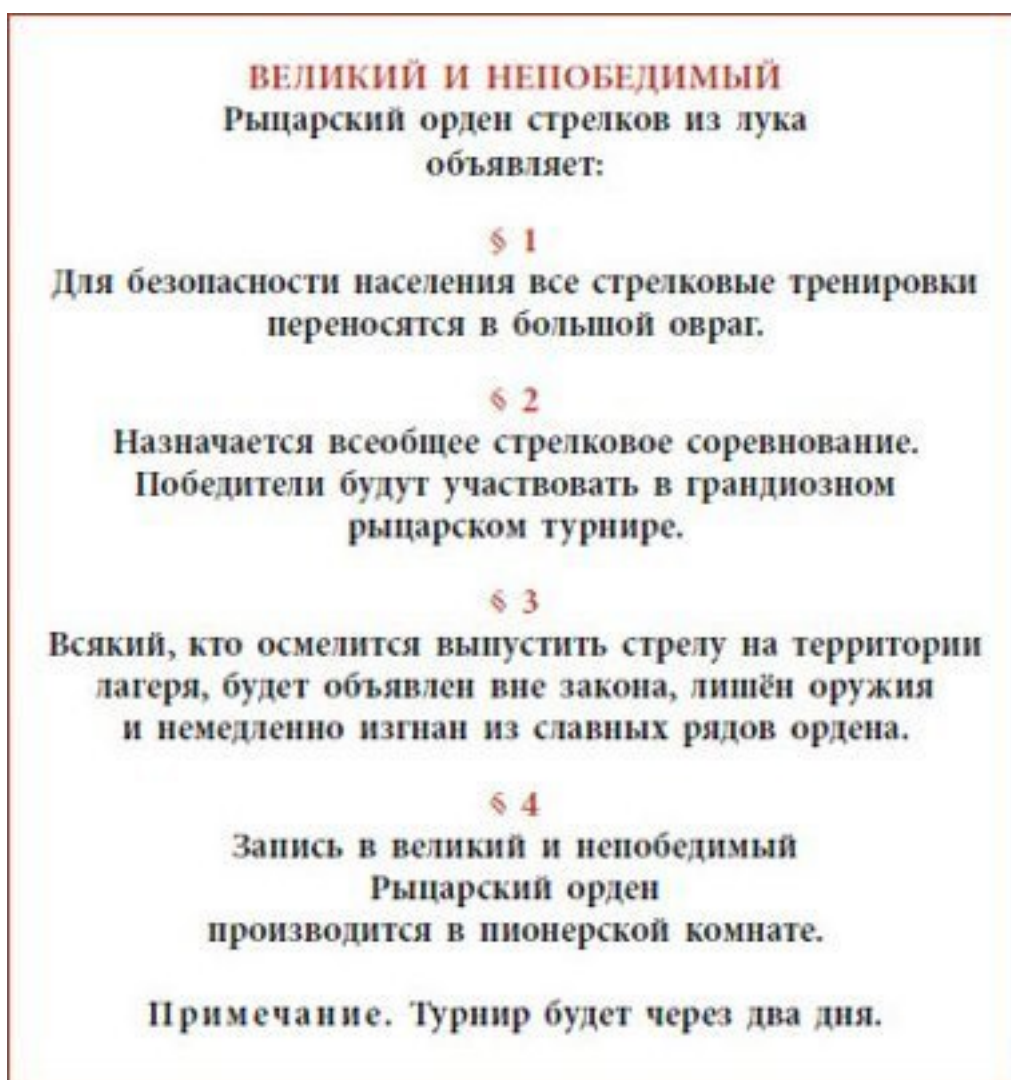 ВЕЛИКИЙ И НЕПОБЕДИМЫЙ
Рыцарский орден стрелков из лука
объявляет:
§ 1
Для безопасности населения все стрелковые тренировки
переносятся в большой овраг.
§ 2
Назначается всеобщее стрелковое соревнование.
Победители будут участвовать в грандиозном
рыцарском турнире.
§ 3
Всякий, кто осмелится выпустить стрелу на территории
лагеря, будет объявлен вне закона, лишён оружия
и немедленно изгнан из славных рядов ордена.
§ 4
Запись в великий и непобедимый
Рыцарский орден
производится в пионерской комнате.
Примечание. Турнир будет через два дня.